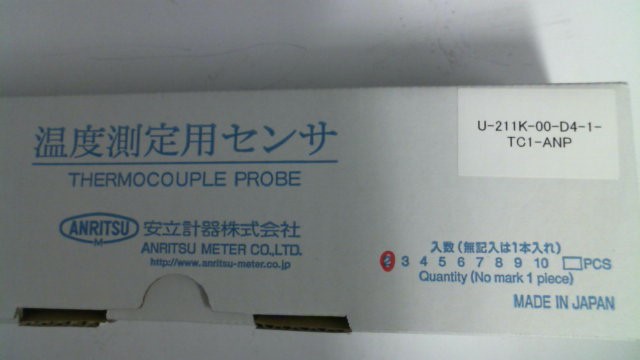 温度測定用センサ
THERMOCOUPLE PROBE
ANRITSU
M
安立計器株式会社
ANRITSU METER CO.,LTD.
http://www.anritsu-meter.co.jp
U-211K-00-D4-1-
TC1-ANP
入数(無記入は1本入れ)
3 4 5 6 7 8 9 10 PCS
Quantity (No mark 1 piece)
MADE IN JAPAN